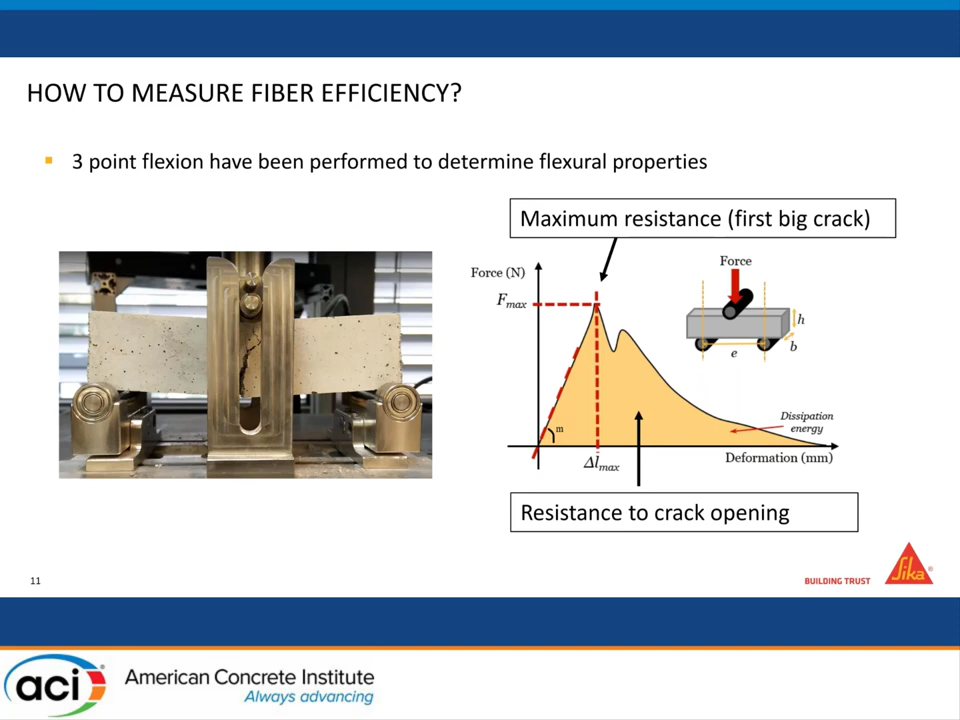 HOW TO MEASURE FIBER EFFICIENCY?
▪ 3 point flexion have been performed to determine flexural properties
Maximum resistance (first big crack)
Force (N)
Fmax
Force
h
b
e
m
Dissipation
energy
Δlmax
Deformation (mm)
Resistance to crack opening
11
BUILDING TRUST
Sika®
aci
American Concrete Institute
Always advancing